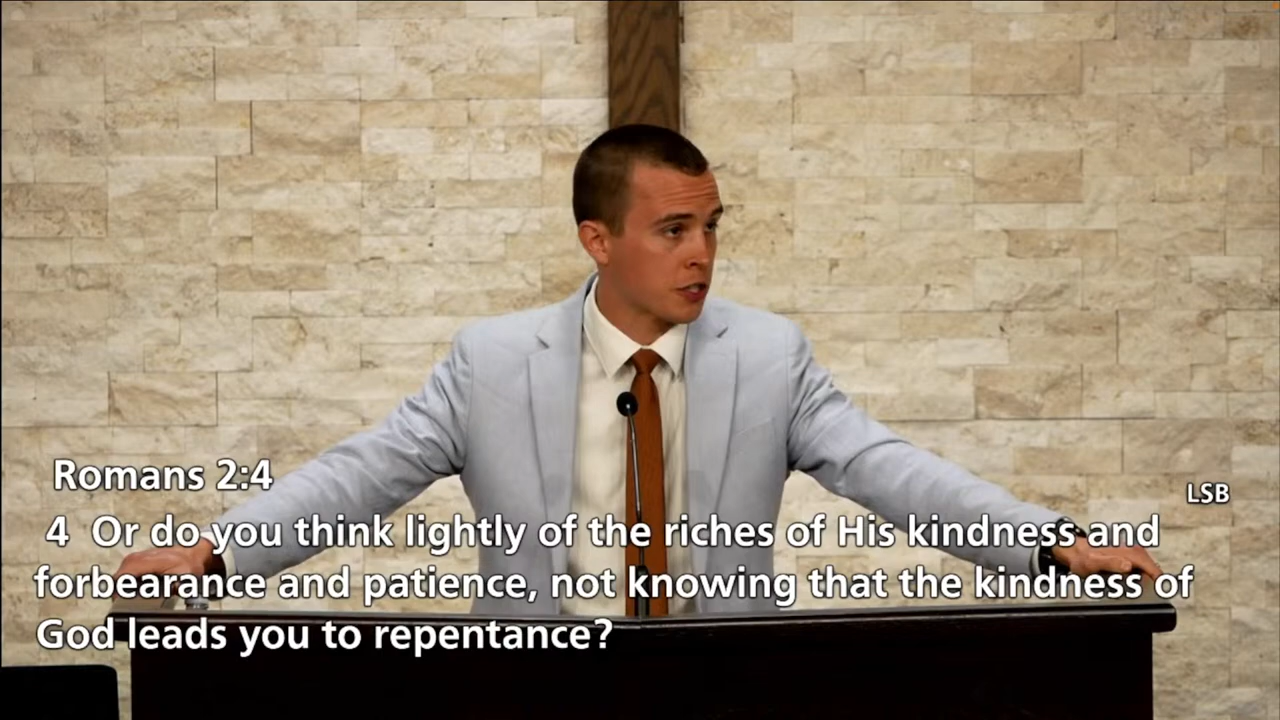 Romans 2:4
LSB
4 Or do you think lightly of the riches of His kindness and
forbearance and patience, not knowing that the kindness of
God leads you to repentance?